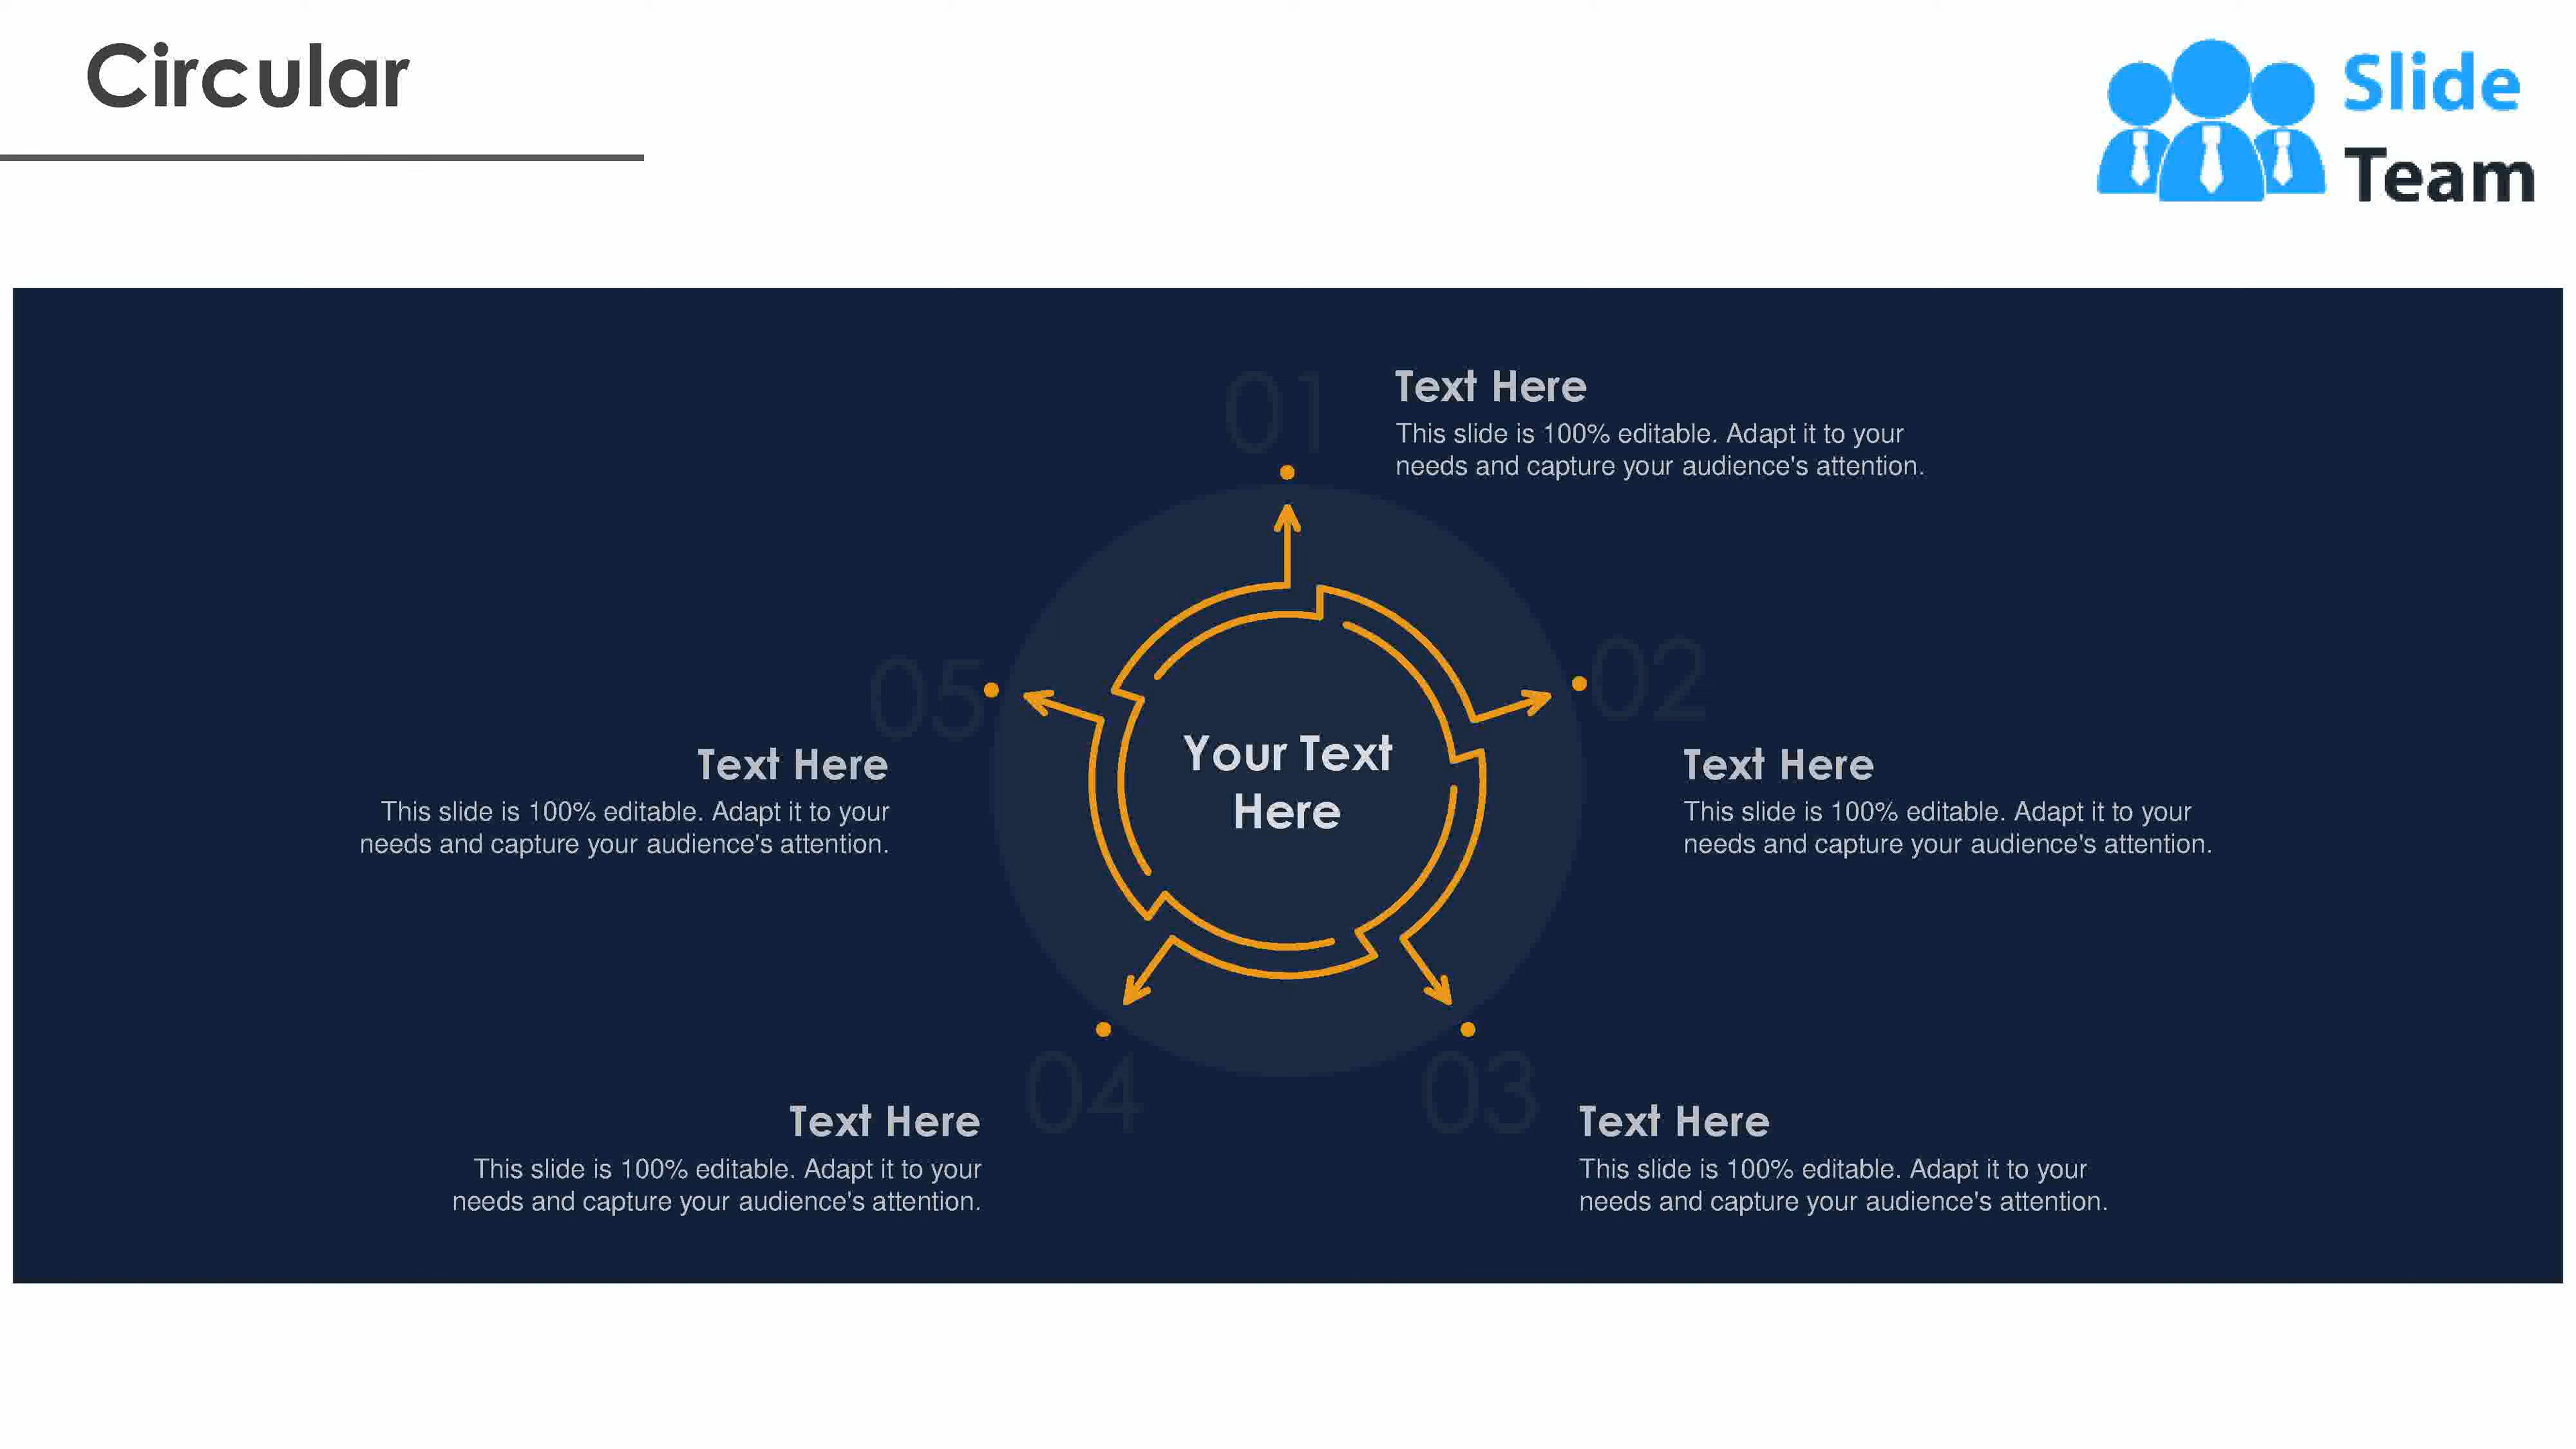 Circular
Slide
Team
01
Text Here
This slide is 100% editable. Adapt it to your
needs and capture your audience's attention.
02
Text Here
This slide is 100% editable. Adapt it to your
needs and capture your audience's attention.
03
Text Here
This slide is 100% editable. Adapt it to your
needs and capture your audience's attention.
04
Text Here
This slide is 100% editable. Adapt it to your
needs and capture your audience's attention.
05
Text Here
This slide is 100% editable. Adapt it to your
needs and capture your audience's attention.
Your Text
Here